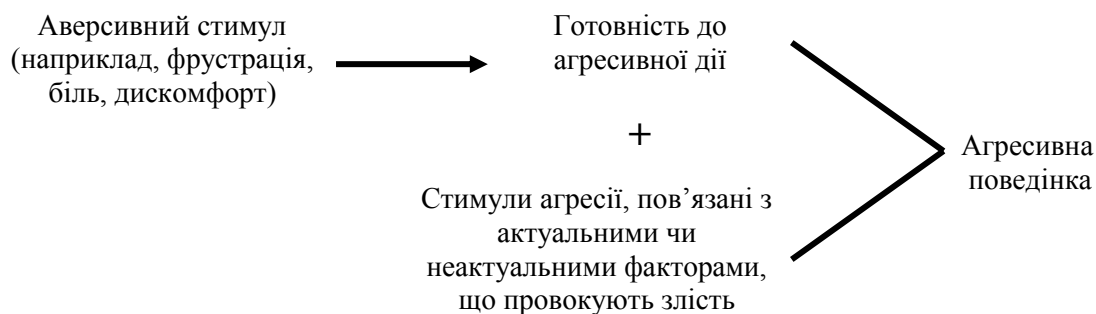 Аверсивний стимул
(наприклад, фрустрація,
біль, дискомфорт)
Готовність до
агресивної дії
+
Стимули агресії, пов’язані з
актуальними чи
неактуальними факторами,
що провокують злість
Агресивна
поведінка